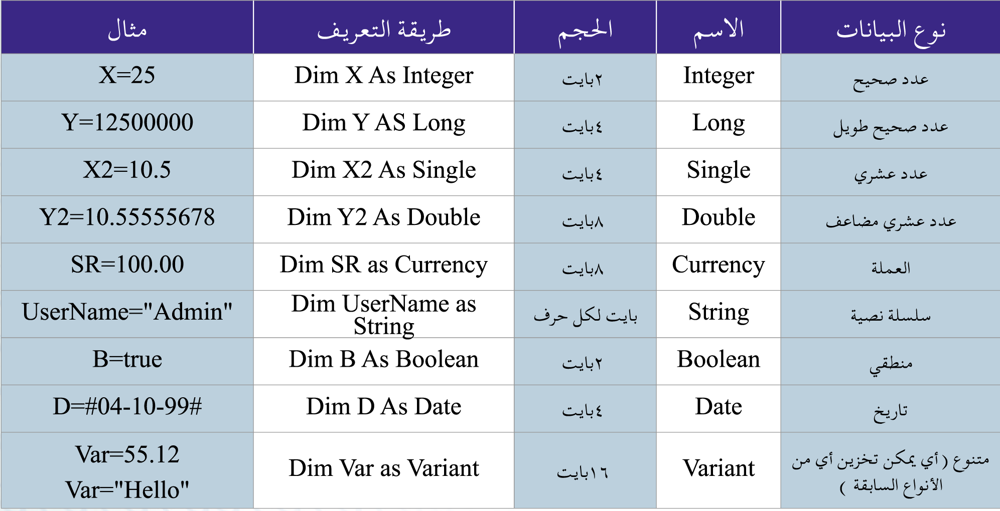 نوع البيانات الاسم الحجم طريقة التعريف مثال
عدد صحيح Integer ٢بايت Dim X As Integer X=25
عدد صحيح طويل Long ٤بايت Dim Y AS Long Y=12500000
عدد عشري Single ٤بايت Dim X2 As Single X2=10.5
عدد عشري مضاعف Double ٨بايت Dim Y2 As Double Y2=10.55555678
العملة Currency ٨بايت Dim SR as Currency SR=100.00
سلسلة نصية String بايت لكل حرف Dim UserName as
String UserName="Admin"
منطقي Boolean ٢بايت Dim B As Boolean B=true
تاريخ Date ٤بايت Dim D As Date D=#04-10-99#
متنوع (أي يمكن تخزين أي من
الأنواع السابقة ) Variant ١٦بايت Dim Var as Variant Var=55.12
Var="Hello"